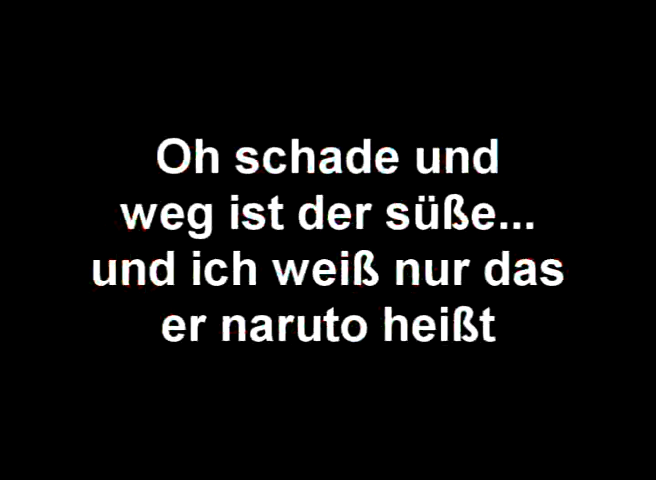 Oh schade und
weg ist der süße...
und ich weiß nur das
er naruto heißt